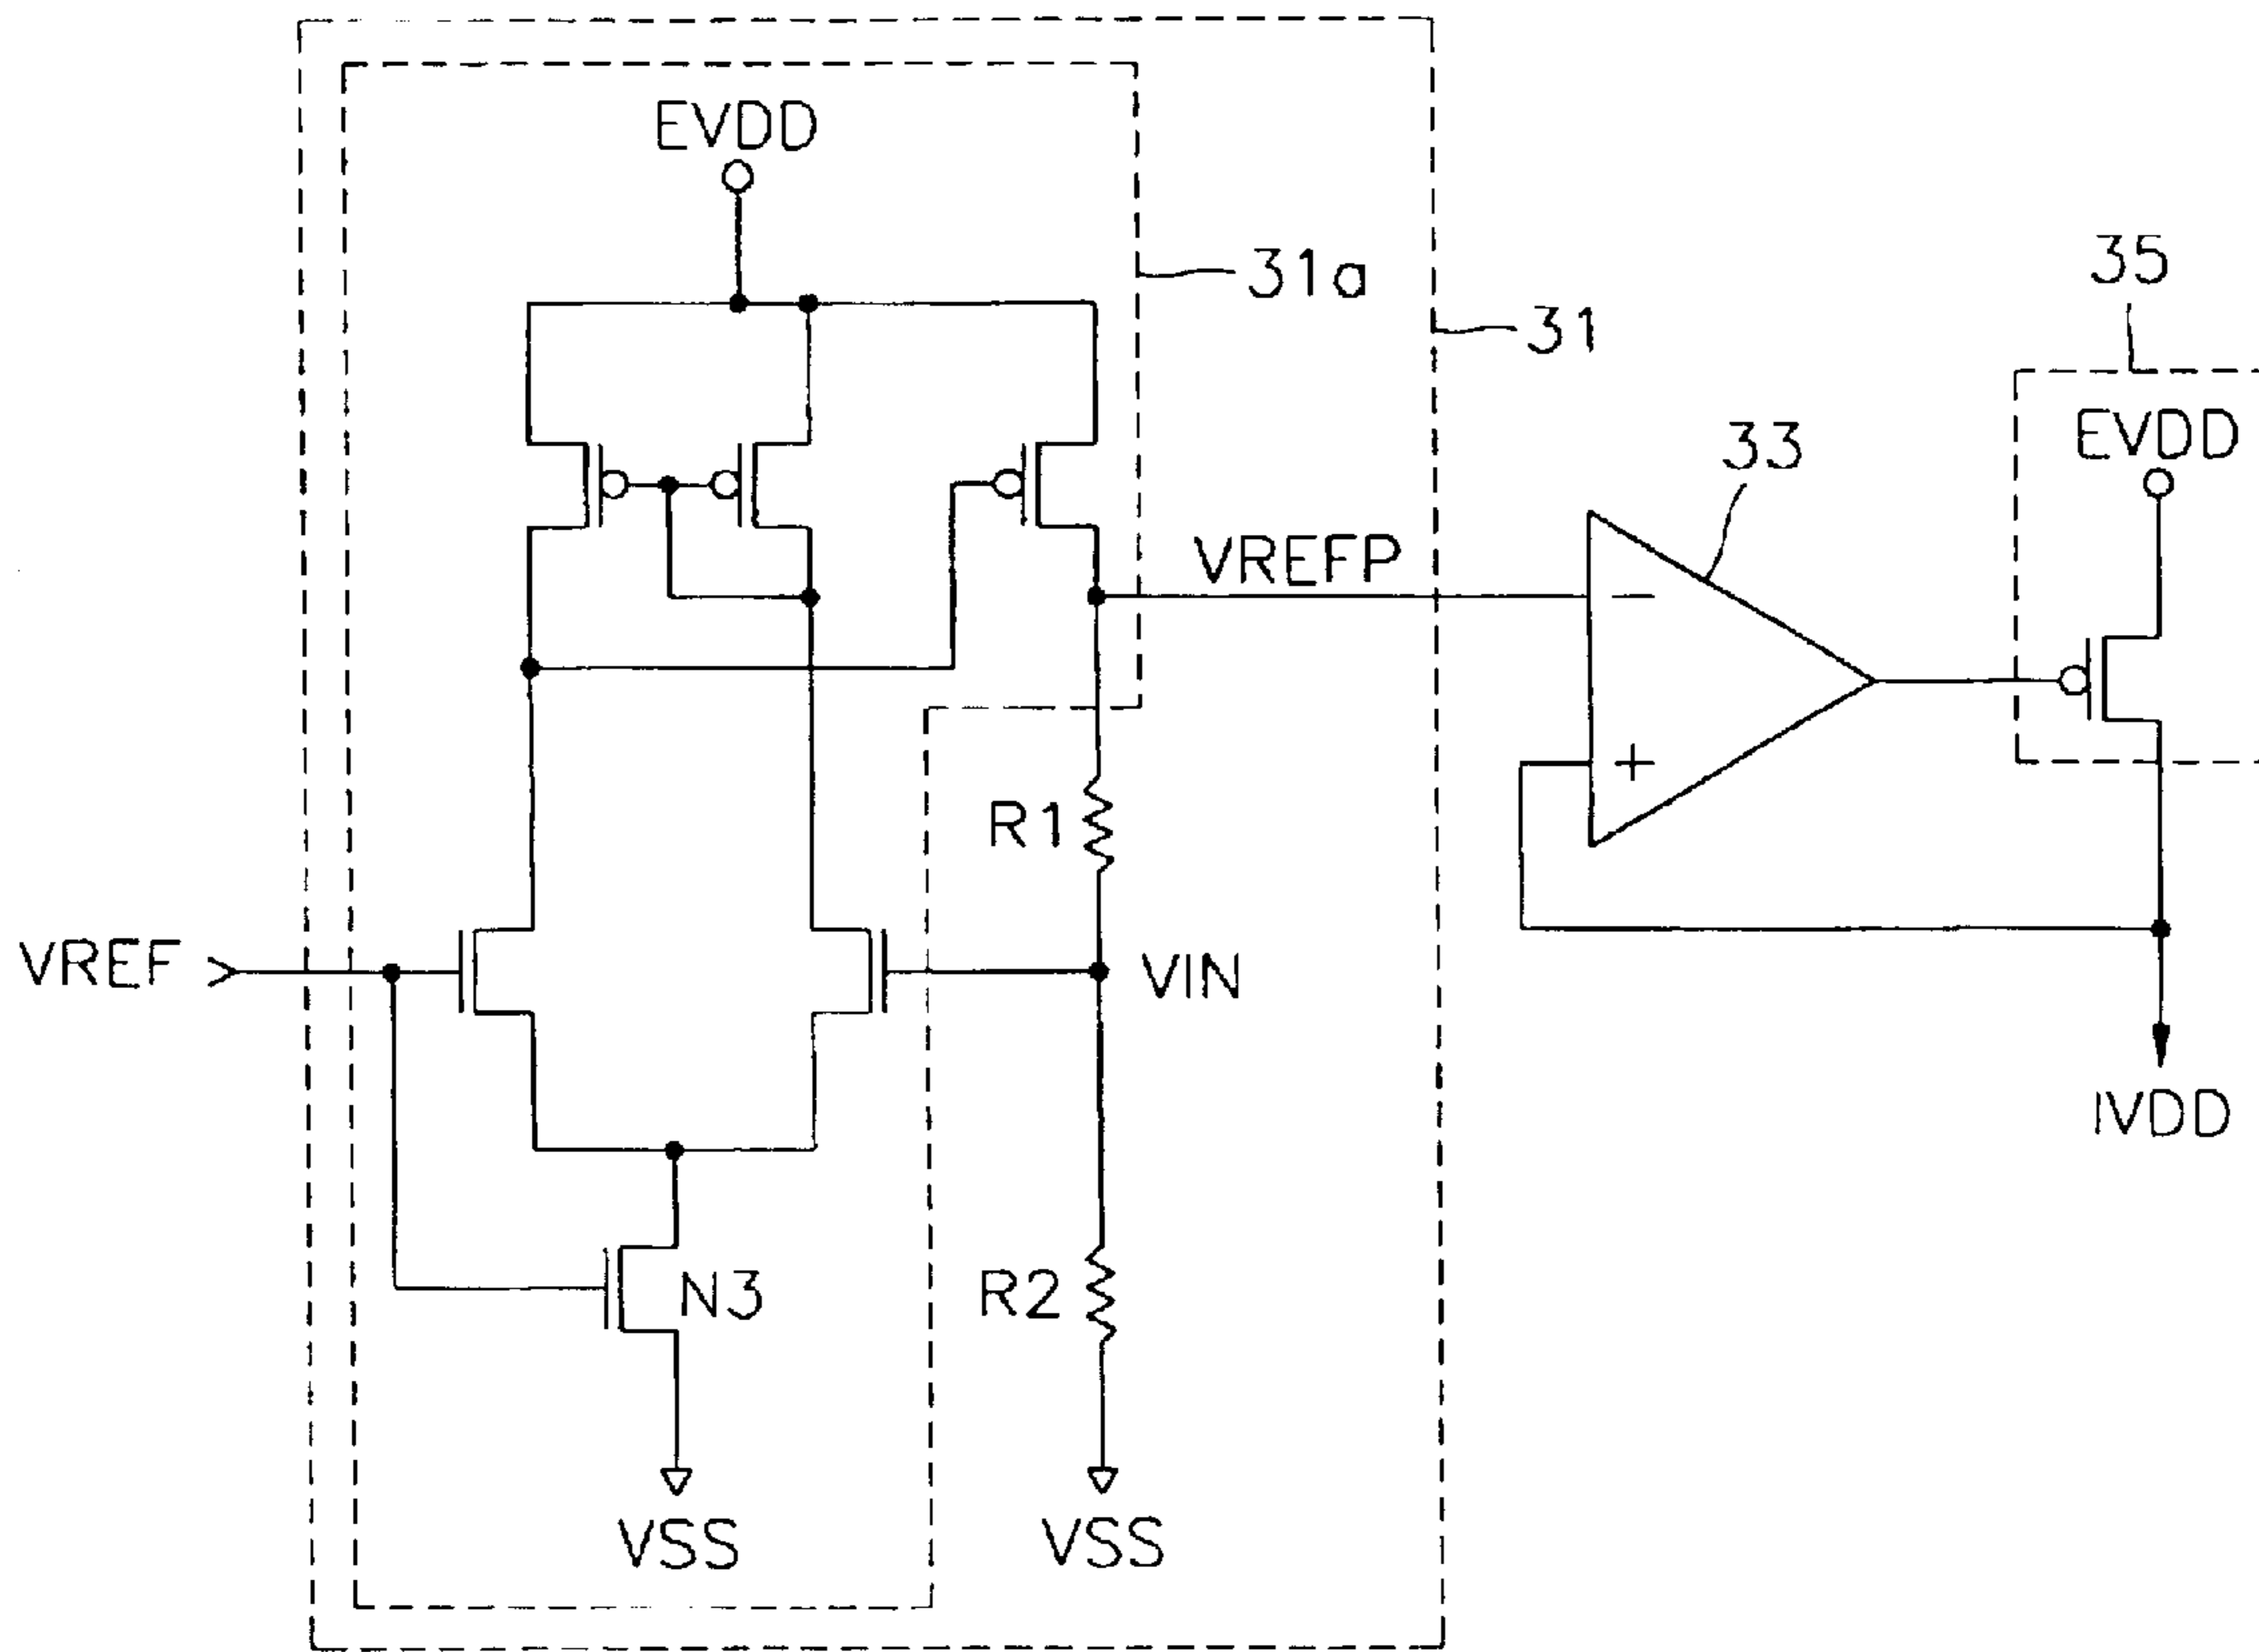 EVDD
31a
31
35
EVDD
33
VREFP
−
+
R1
VREF
VIN
IVDD
N3
R2
VSS
VSS